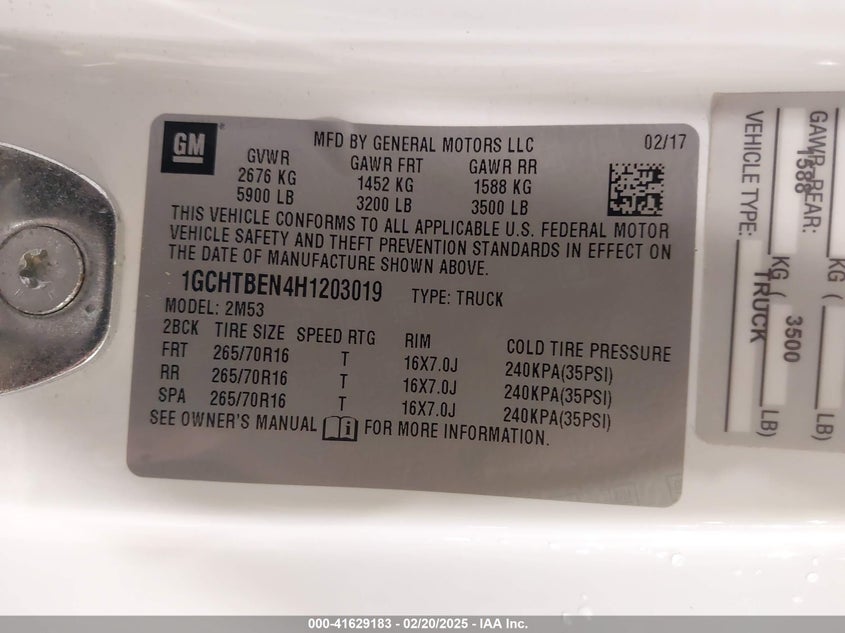 GM
MFD BY GENERAL MOTORS LLC 02/17
GVWR GAWR FRT GAWR RR
2676 KG 1452 KG 1588 KG
5900 LB 3200 LB 3500 LB
THIS VEHICLE CONFORMS TO ALL APPLICABLE U.S. FEDERAL MOTOR
VEHICLE SAFETY AND THEFT PREVENTION STANDARDS IN EFFECT ON
THE DATE OF MANUFACTURE SHOWN ABOVE.
1GCHTBEN4H1203019 TYPE: TRUCK
MODEL: 2M53
2BCK TIRE SIZE SPEED RTG RIM COLD TIRE PRESSURE
FRT 265/70R16 T 16X7.0J 240KPA(35PSI)
RR 265/70R16 T 16X7.0J 240KPA(35PSI)
SPA 265/70R16 T 16X7.0J 240KPA(35PSI)
SEE OWNER'S MANUAL FOR MORE INFORMATION.
GAWR-REAR: 1588 KG ( 3500 LB)
VEHICLE TYPE: TRUCK
000-41629183 - 02/20/2025 - IAA Inc.